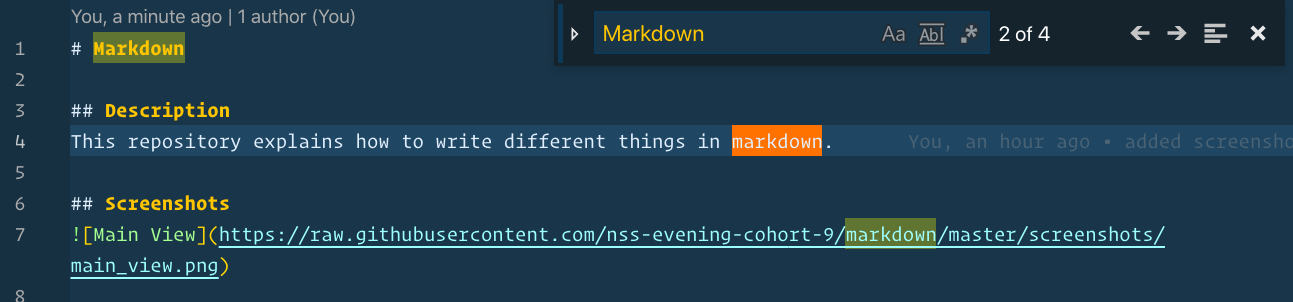 You, a minute ago | 1 author (You)
Markdown Aa Abl .* 2 of 4
1 # Markdown
2
3 ## Description
4 This repository explains how to write different things in markdown. You, an hour ago • added screensho
5
6 ## Screenshots
7 ![Main View](https://raw.githubusercontent.com/nss-evening-cohort-9/markdown/master/screenshots/
main_view.png)
8